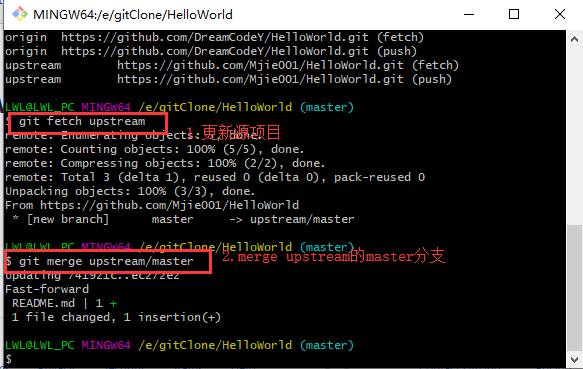 MINGW64:/e/gitClone/HelloWorld
origin https://github.com/DreamCodeY/HelloWorld.git (fetch)
origin https://github.com/DreamCodeY/HelloWorld.git (push)
upstream https://github.com/Mjie001/HelloWorld.git (fetch)
upstream https://github.com/Mjie001/HelloWorld.git (push)
LWL@LWL_PC MINGW64 /e/gitClone/HelloWorld (master)
$ git fetch upstream
1.更新源项目
remote: Enumerating objects: , done.
remote: Counting objects: 100% (5/5), done.
remote: Compressing objects: 100% (2/2), done.
remote: Total 3 (delta 1), reused 0 (delta 0), pack-reused 0
Unpacking objects: 100% (3/3), done.
From https://github.com/Mjie001/HelloWorld
* [new branch] master -> upstream/master
LWL@LWL_PC MINGW64 /e/gitClone/HelloWorld (master)
$ git merge upstream/master
2.merge upstream的master分支
Updating 741921c..ec272e2
Fast-forward
README.md | 1 +
1 file changed, 1 insertion(+)
LWL@LWL_PC MINGW64 /e/gitClone/HelloWorld (master)
$